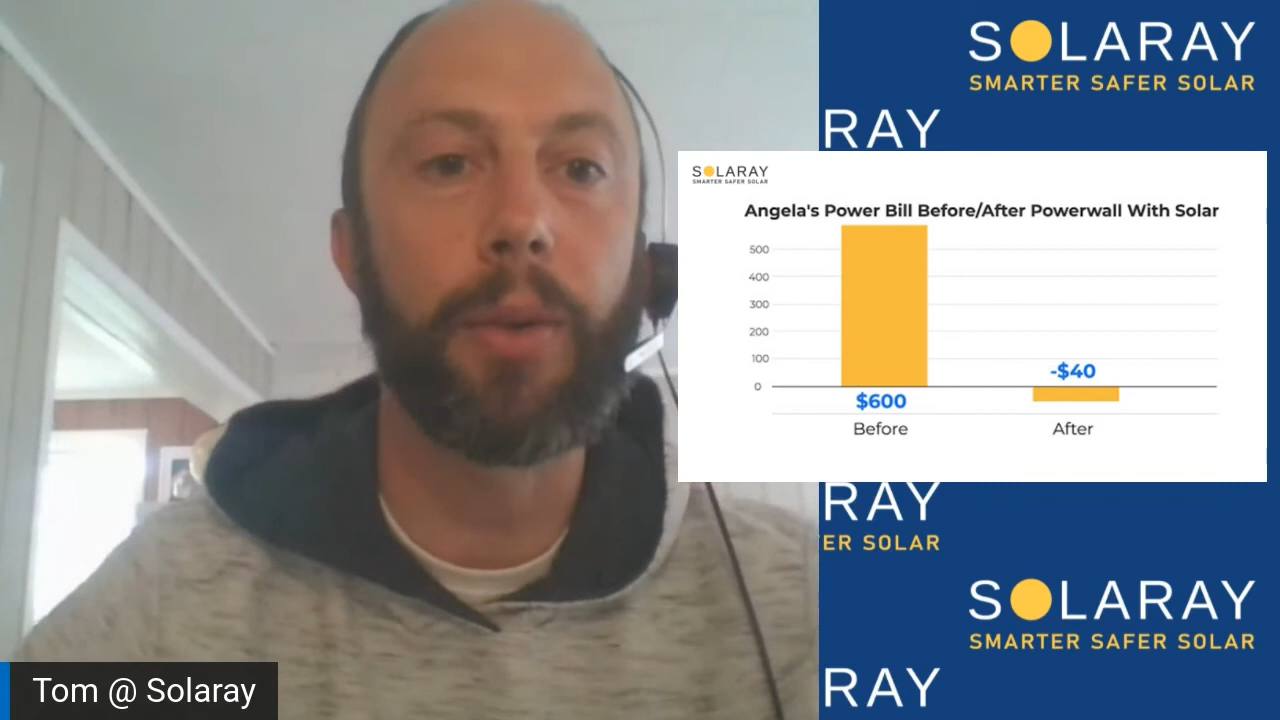 SOLARAY
SMARTER SAFER SOLAR
RAY
SOLARAY
SMARTER SAFER SOLAR
Angela's Power Bill Before/After Powerwall With Solar
500
400
300
200
100
0
-$40
$600
Before
After
RAY
ER SOLAR
SOLARAY
SMARTER SAFER SOLAR
RAY
Tom @ Solaray